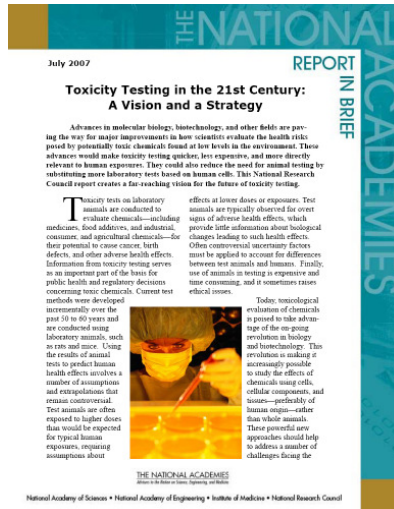 THE NATIONAL ACADEMIES
REPORT
IN BRIEF
July 2007
Toxicity Testing in the 21st Century:
A Vision and a Strategy
Advances in molecular biology, biotechnology, and other fields are pav-
ing the way for major improvements in how scientists evaluate the health risks
posed by potentially toxic chemicals found at low levels in the environment. These
advances would make toxicity testing quicker, less expensive, and more directly
relevant to human exposures. They could also reduce the need for animal testing by
substituting more laboratory tests based on human cells. This National Research
Council report creates a far-reaching vision for the future of toxicity testing.
Toxicity tests on laboratory
animals are conducted to
evaluate chemicals—including
medicines, food additives, and industrial,
consumer, and agricultural chemicals—for
their potential to cause cancer, birth
defects, and other adverse health effects.
Information from toxicity testing serves
as an important part of the basis for
public health and regulatory decisions
concerning toxic chemicals. Current test
methods were developed
incrementally over the
past 50 to 60 years and
are conducted using
laboratory animals, such
as rats and mice. Using
the results of animal
tests to predict human
health effects involves a
number of assumptions
and extrapolations that
remain controversial.
Test animals are often
exposed to higher doses
than would be expected
for typical human
exposures, requiring
assumptions about
effects at lower doses or exposures. Test
animals are typically observed for overt
signs of adverse health effects, which
provide little information about biological
changes leading to such health effects.
Often controversial uncertainty factors
must be applied to account for differences
between test animals and humans. Finally,
use of animals in testing is expensive and
time consuming, and it sometimes raises
ethical issues.
Today, toxicological
evaluation of chemicals
is poised to take advan-
tage of the on-going
revolution in biology
and biotechnology. This
revolution is making it
increasingly possible
to study the effects of
chemicals using cells,
cellular components, and
tissues—preferably of
human origin—rather
than whole animals.
These powerful new
approaches should help
to address a number of
challenges facing the
THE NATIONAL ACADEMIES
Advisers to the Nation on Science, Engineering, and Medicine
National Academy of Sciences • National Academy of Engineering • Institute of Medicine • National Research Council